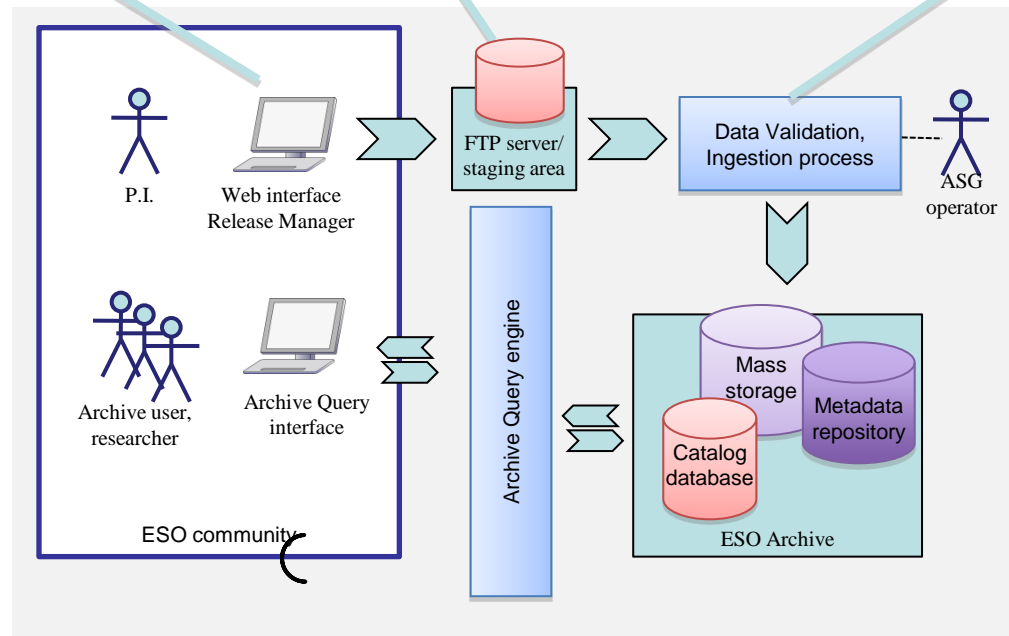 P.I.
Web interface
Release Manager
FTP server/
staging area
Data Validation,
Ingestion process
ASG
operator
Archive user,
researcher
Archive Query
interface
ESO community
Archive Query engine
Mass
storage
Metadata
repository
Catalog
database
ESO Archive